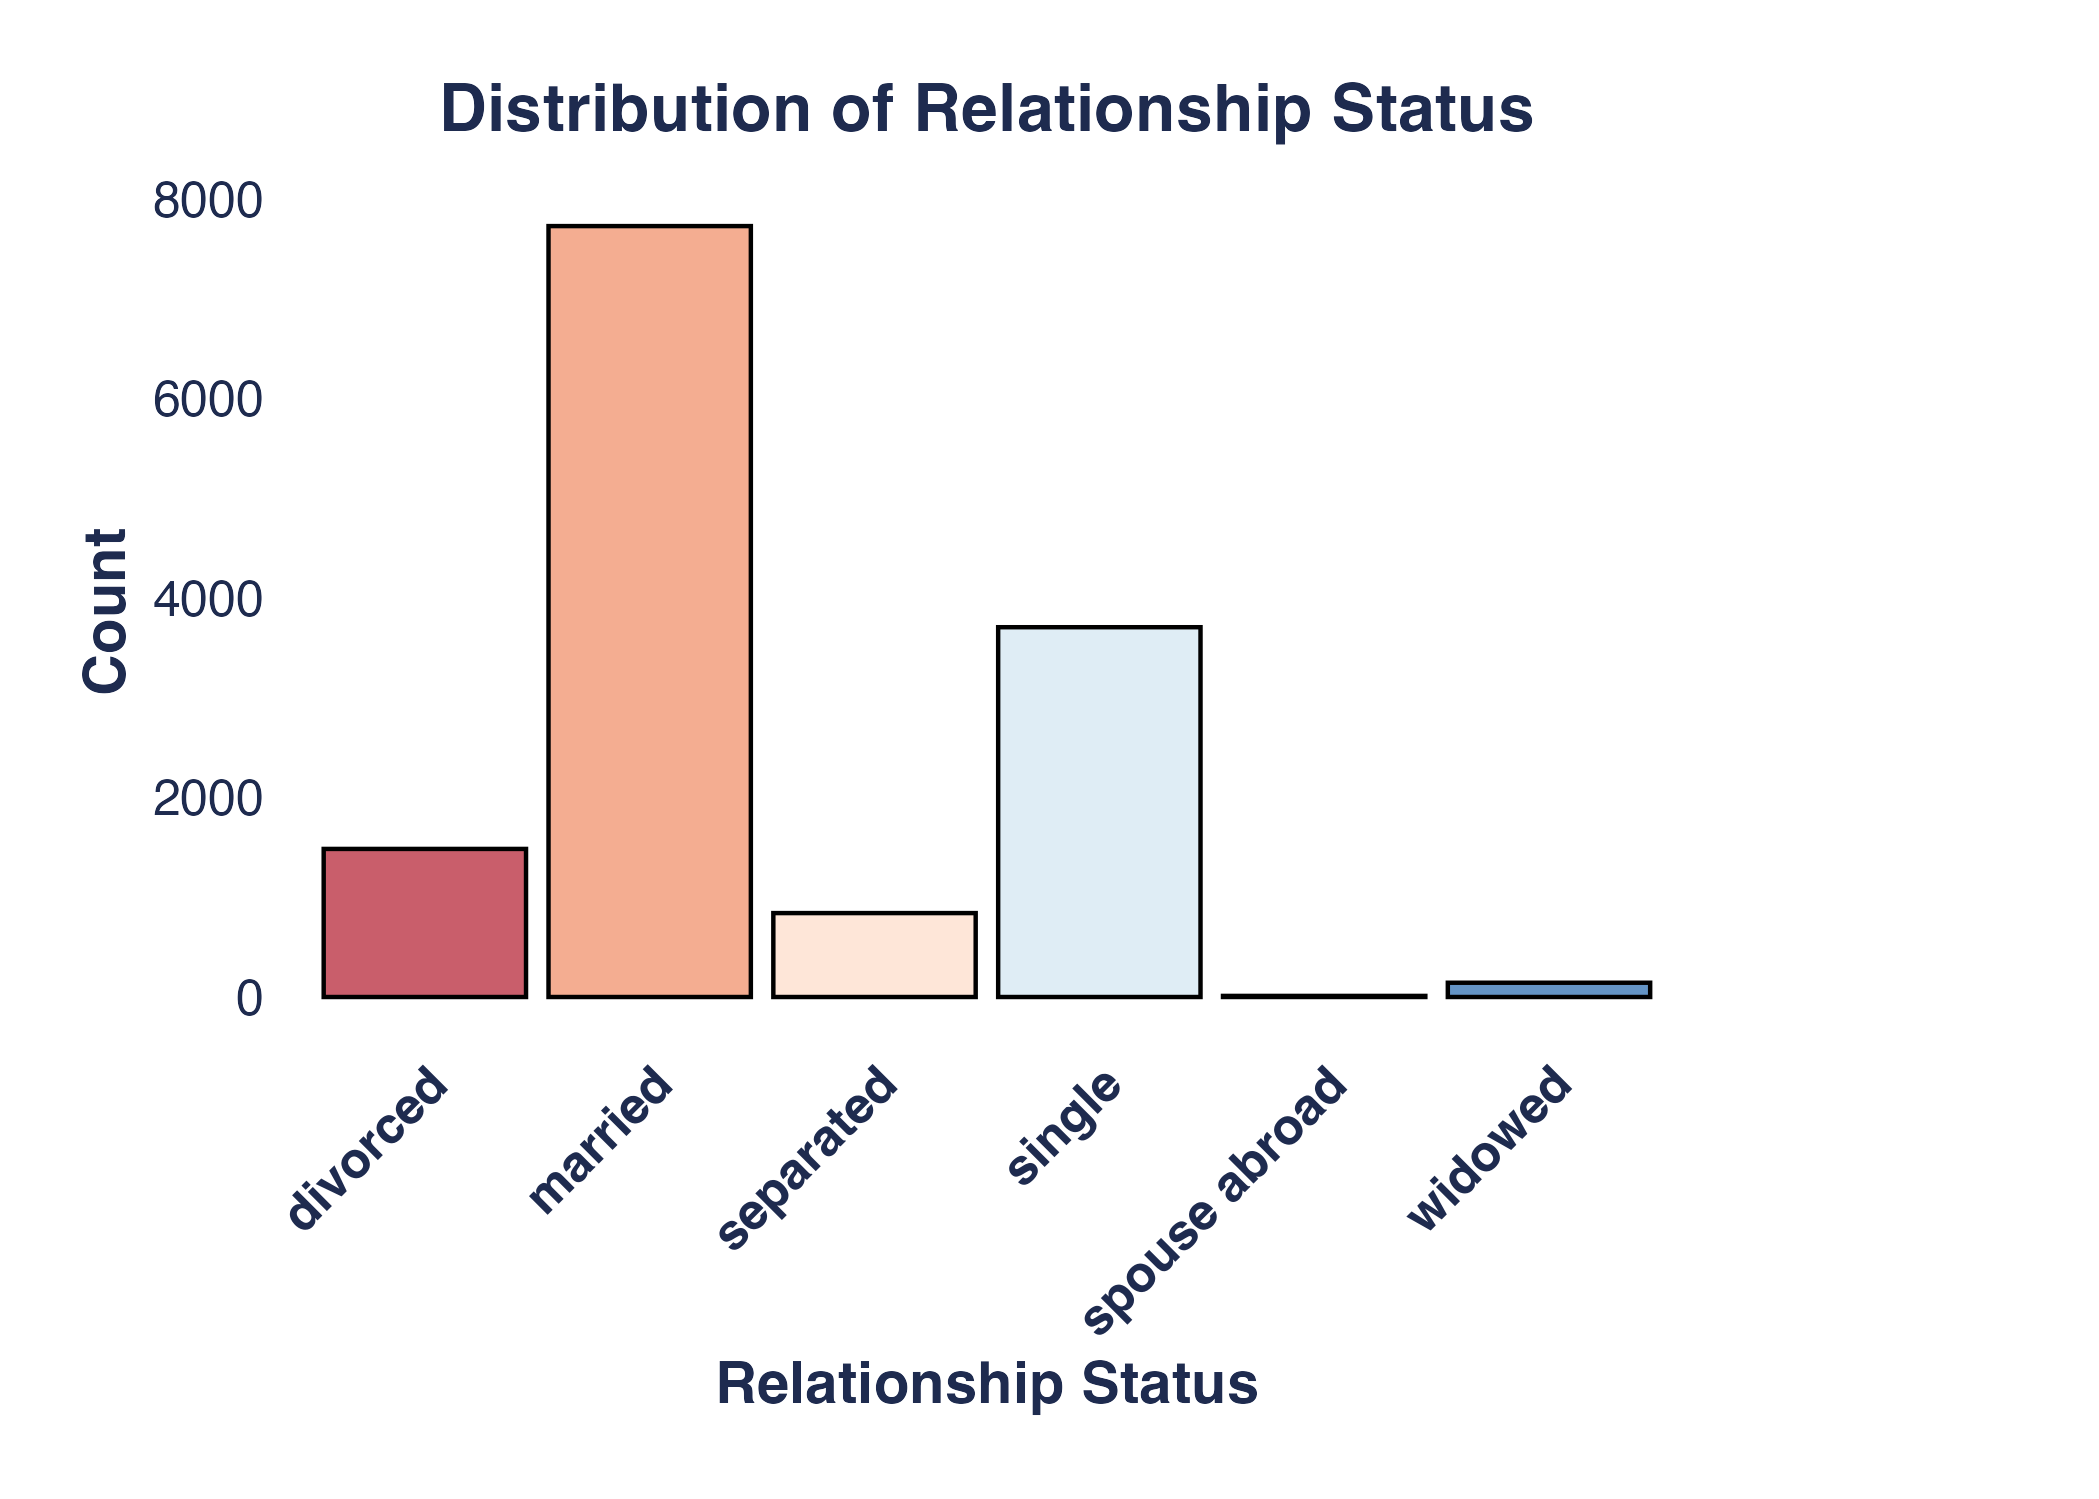 Distribution of Relationship Status
8000
6000
4000
2000
0
Count
divorced
married
separated
single
spouse abroad
widowed
Relationship Status